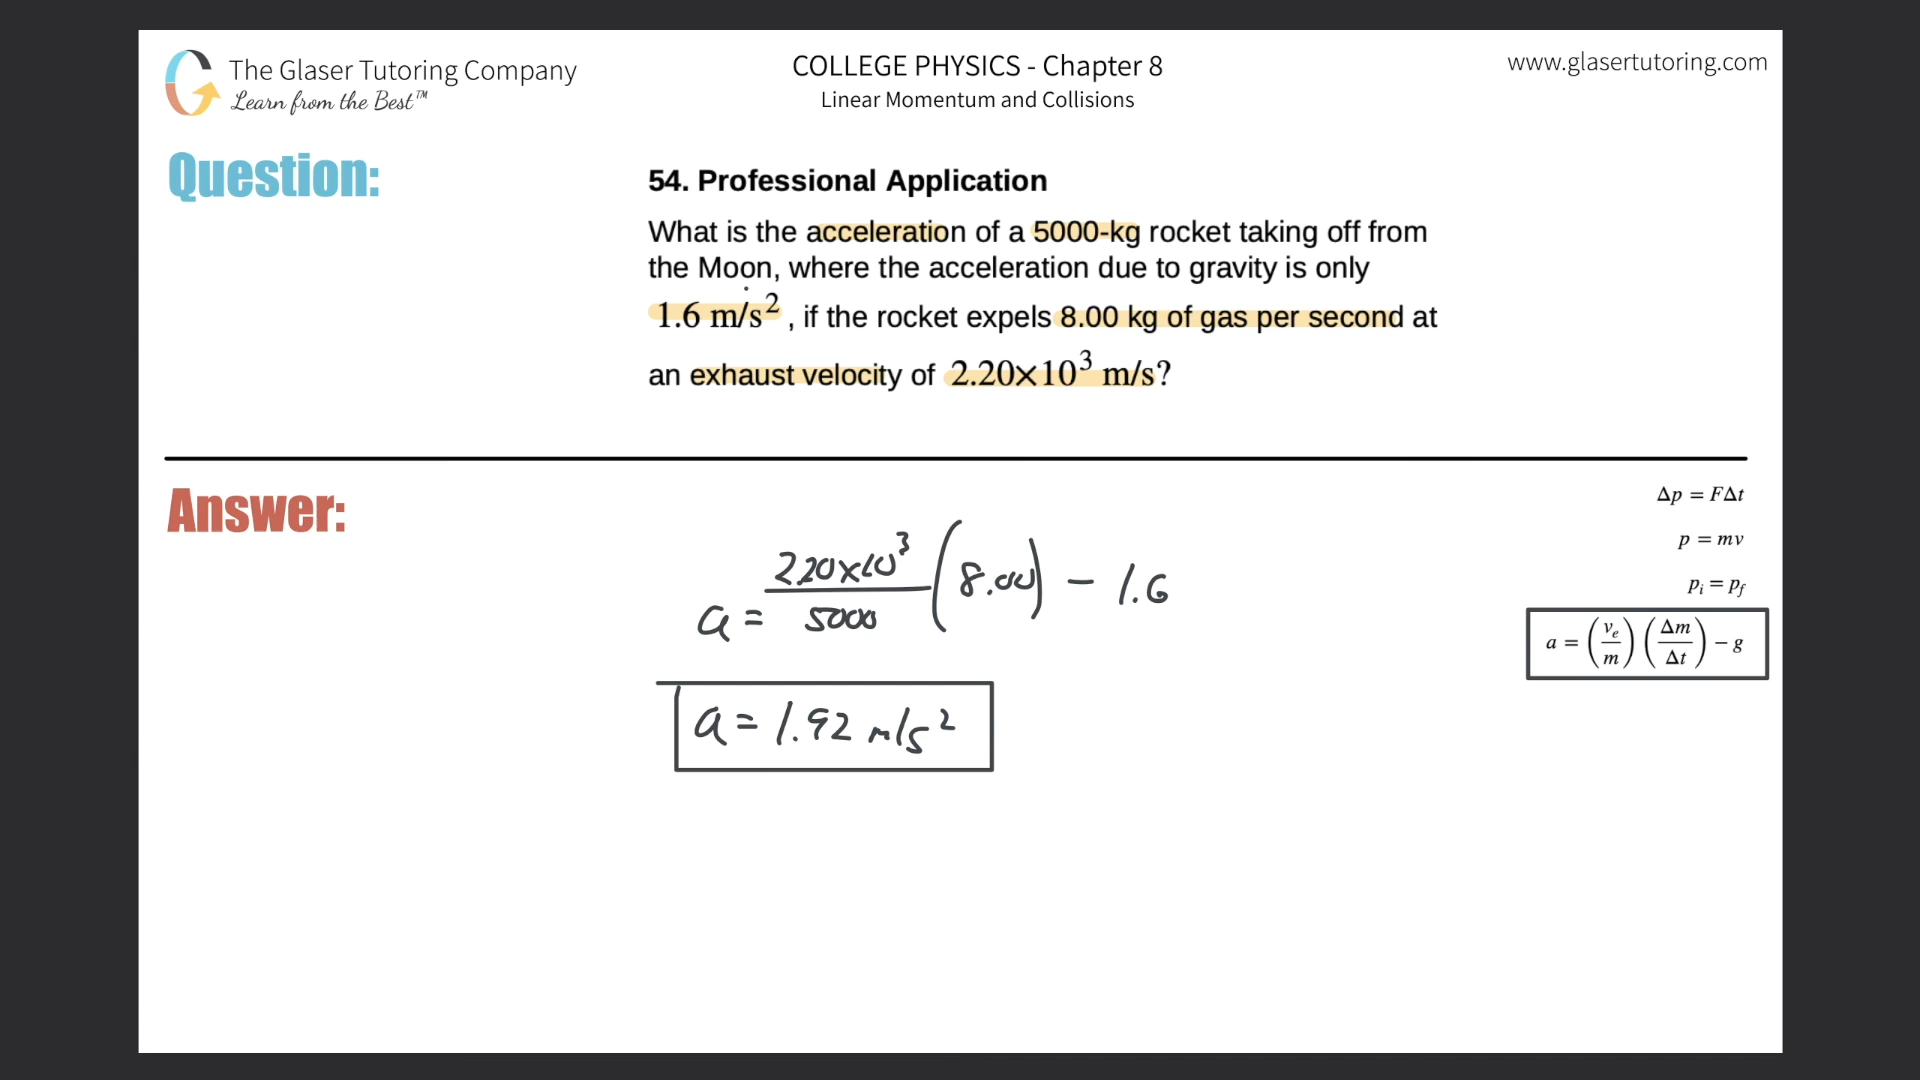 The Glaser Tutoring Company
Learn from the Best™
COLLEGE PHYSICS - Chapter 8
Linear Momentum and Collisions
www.glasertutoring.com
Question:
54. Professional Application
What is the acceleration of a 5000-kg rocket taking off from
the Moon, where the acceleration due to gravity is only
1.6 m/s², if the rocket expels 8.00 kg of gas per second at
an exhaust velocity of 2.20×10³ m/s?
Answer:
a = 2.20×10³/5000 (8.00) − 1.6
a = 1.92 m/s²
Δp = FΔt
p = mv
pᵢ = p_f
a = (vₑ/m) (Δm/Δt) − g